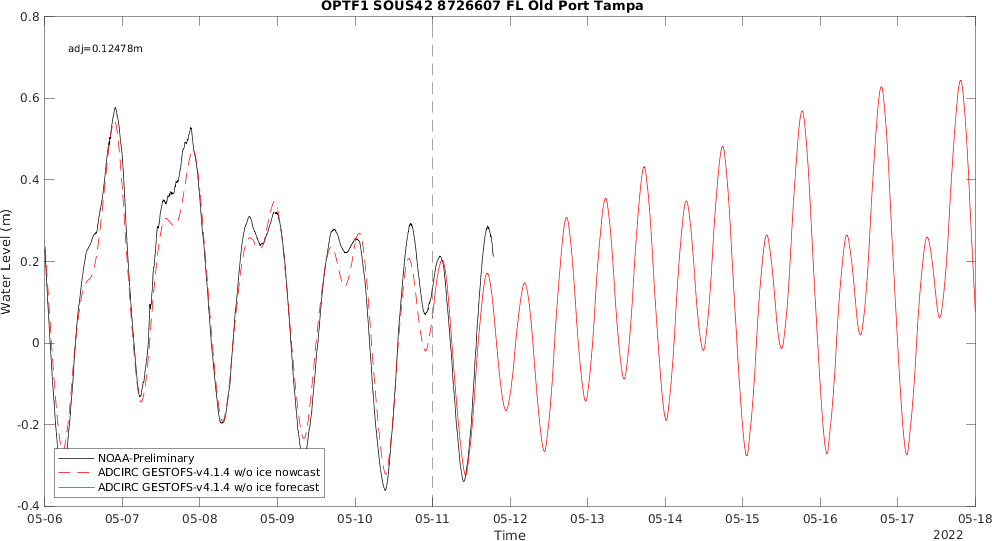 OPTF1 SOUS42 8726607 FL Old Port Tampa
adj=0.12478m
Water Level (m)
0.8
0.6
0.4
0.2
0
-0.2
-0.4
NOAA-Preliminary
ADCIRC GESTOFS-v4.1.4 w/o ice nowcast
ADCIRC GESTOFS-v4.1.4 w/o ice forecast
05-06 05-07 05-08 05-09 05-10 05-11 05-12 05-13 05-14 05-15 05-16 05-17 05-18
Time
2022